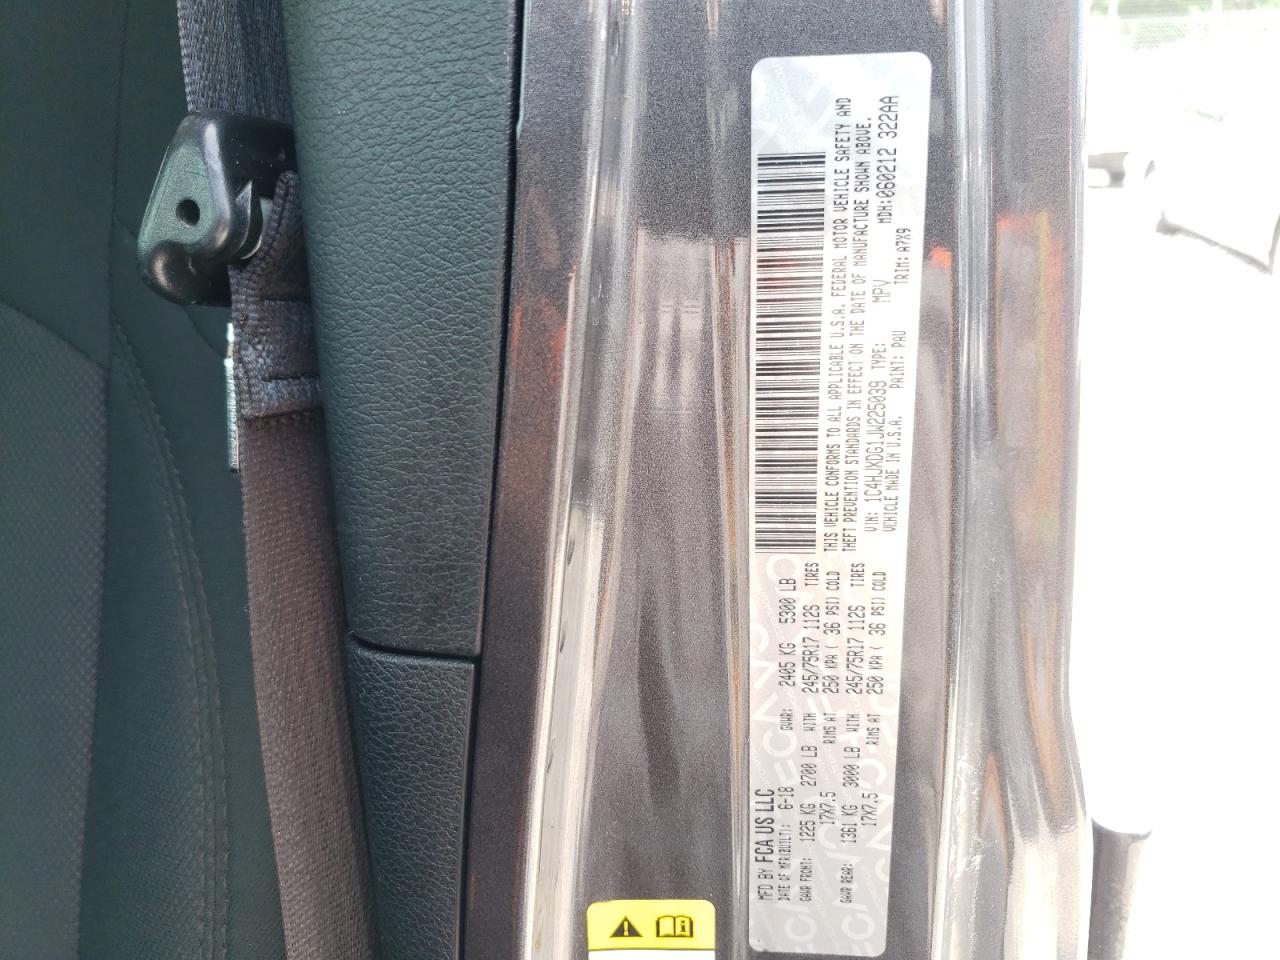 MFD BY FCA US LLC
DATE OF MFR(BUILT): 6-18 GVWR: 2405 KG 5300 LB
GAWR FRONT: 1225 KG 2700 LB WITH 245/75R17 112S TIRES
17X7.5 RIMS AT 250 KPA ( 36 PSI) COLD
GAWR REAR: 1361 KG 3000 LB WITH 245/75R17 112S TIRES
17X7.5 RIMS AT 250 KPA ( 36 PSI) COLD
THIS VEHICLE CONFORMS TO ALL APPLICABLE U.S.A. FEDERAL MOTOR VEHICLE SAFETY AND
THEFT PREVENTION STANDARDS IN EFFECT ON THE DATE OF MANUFACTURE SHOWN ABOVE.
VIN: 1C4HJXDG1JW225039 TYPE: MPV MDH:060212 322AA
VEHICLE MADE IN U.S.A. PAINT: PAU TRIM: A7X9